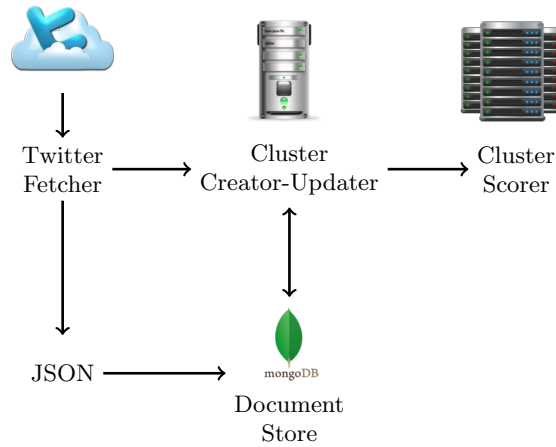 Twitter
Fetcher
Cluster
Creator-Updater
Cluster
Scorer
JSON
mongoDB
Document
Store